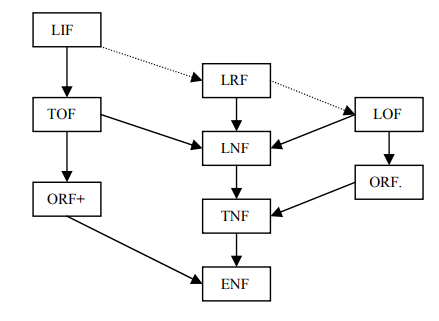 LIF
LRF
TOF
LOF
LNF
ORF.
ORF+
TNF
ENF